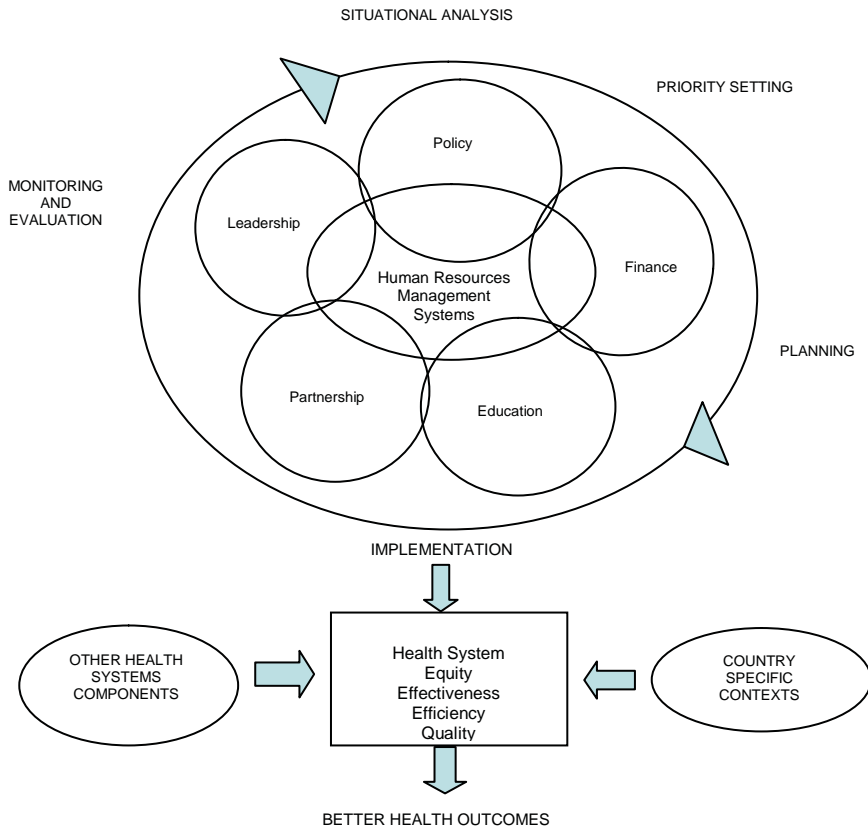 SITUATIONAL ANALYSIS
PRIORITY SETTING
Policy
MONITORING
AND
EVALUATION
Leadership
Finance
Human Resources
Management
Systems
PLANNING
Partnership
Education
IMPLEMENTATION
OTHER HEALTH
SYSTEMS
COMPONENTS
Health System
Equity
Effectiveness
Efficiency
Quality
COUNTRY
SPECIFIC
CONTEXTS
BETTER HEALTH OUTCOMES